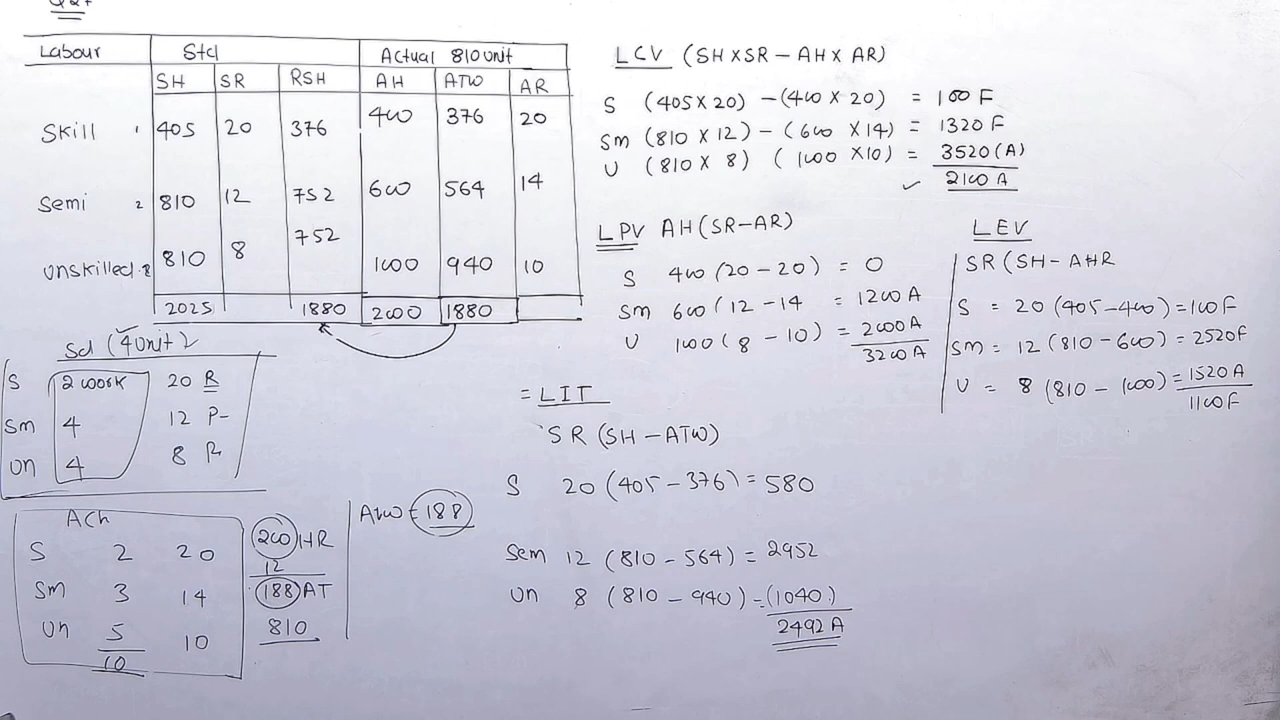 Labour Std Actual 810 unit
SH SR RSH AH ATW AR
Skill 1 405 20 376 400 376 20
Semi 2 810 12 752 600 564 14
Unskilled 2 810 8 752 1000 940 10
2025 1880 2000 1880
Sd (4 Unit)
S 2 20 R
Sm 4 12 P-
Un 4 8 R
Ach
S 2 20
Sm 3 14
Un 5 10
10
200 HR
12
188 AT
810
Atw = 188
LCV (SH X SR - AH X AR)
S (405 X 20) - (400 X 20) = 100 F
Sm (810 X 12) - (600 X 14) = 1320 F
U (810 X 8) (1000 X 10) = 3520 (A)
✓ 2100 A
LPV AH (SR-AR)
S 400 (20 - 20) = 0
Sm 600 (12 - 14 = 1200 A
U 1000 (8 - 10) = 2000 A
3200 A
LEV
SR (SH - AHR
S = 20 (405 - 400) = 100 F
Sm = 12 (810 - 600) = 2520 F
U = 8 (810 - 1000) = 1520 A
1100 F
= LIT
SR (SH - ATW)
S 20 (405 - 376) = 580
Sem 12 (810 - 564) = 2952
Un 8 (810 - 940) = (1040)
2492 A